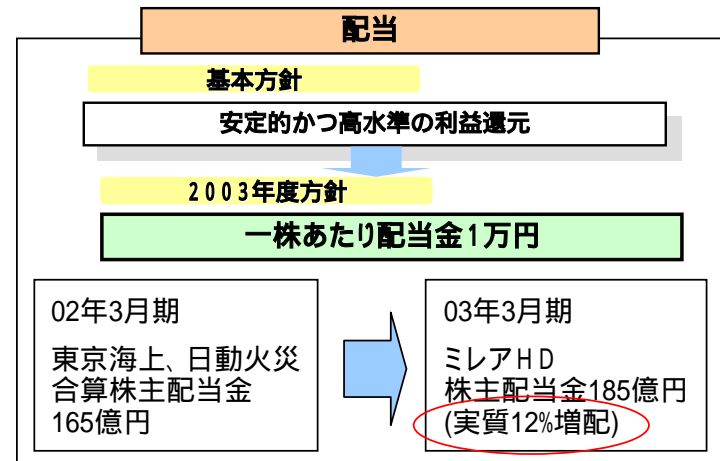 配当
基本方針
安定的かつ高水準の利益還元
2003年度方針
一株あたり配当金1万円
02年3月期
東京海上、日動火災
合算株主配当金
165億円
03年3月期
ミレアＨＤ
株主配当金185億円
(実質12%増配)